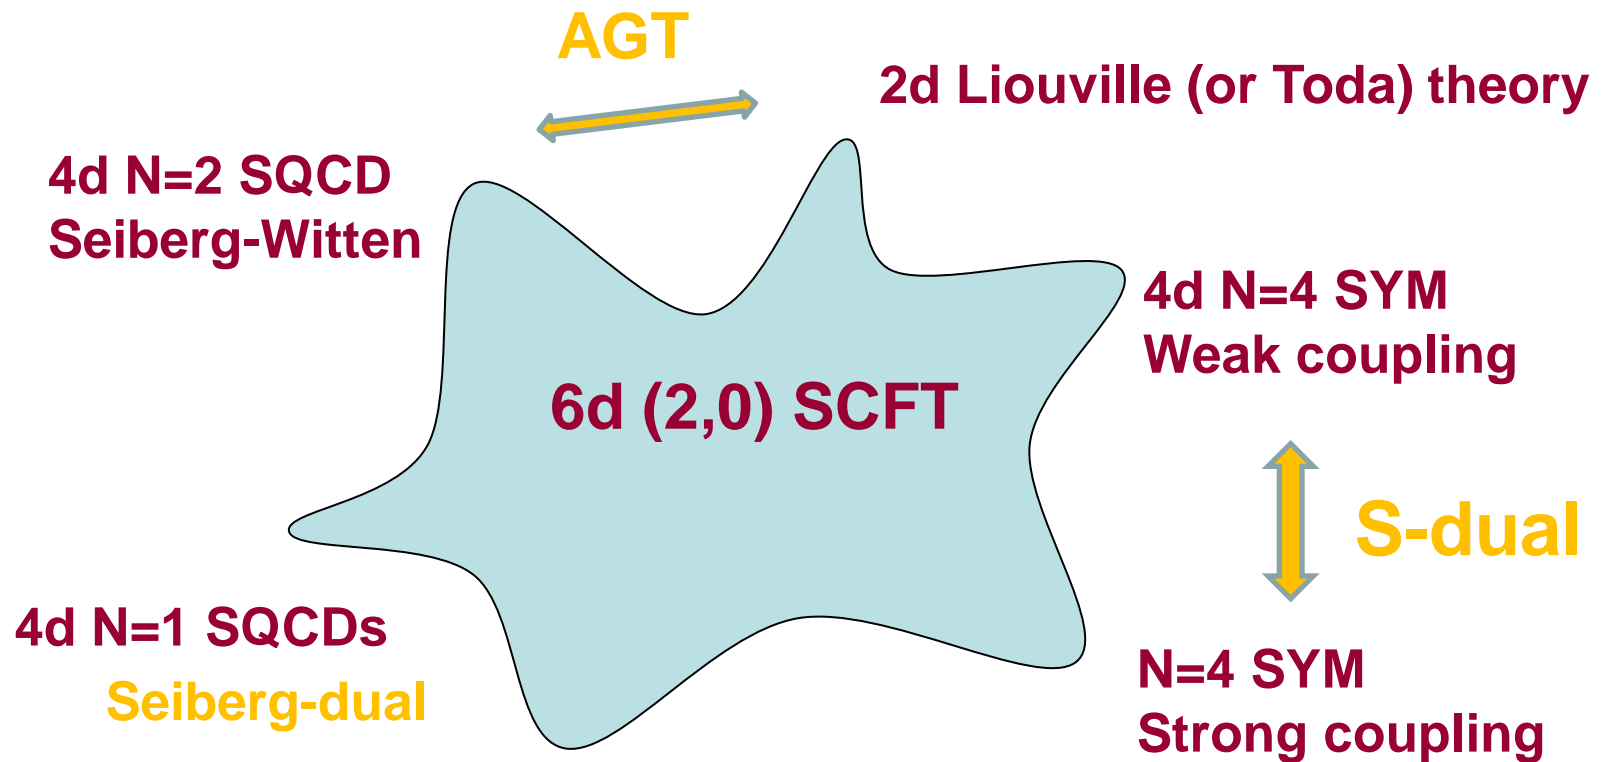 AGT
2d Liouville (or Toda) theory
4d N=2 SQCD
Seiberg-Witten
4d N=4 SYM
Weak coupling
6d (2,0) SCFT
S-dual
4d N=1 SQCDs
Seiberg-dual
N=4 SYM
Strong coupling